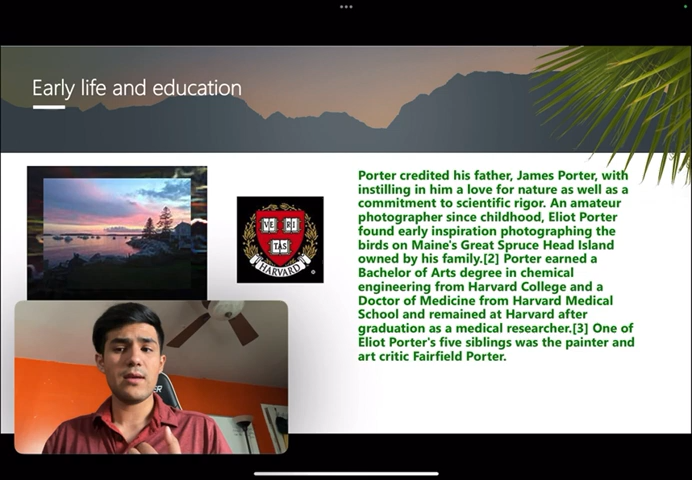 Early life and education
Porter credited his father, James Porter, with
instilling in him a love for nature as well as a
commitment to scientific rigor. An amateur
photographer since childhood, Eliot Porter
found early inspiration photographing the
birds on Maine's Great Spruce Head Island
owned by his family.[2] Porter earned a
Bachelor of Arts degree in chemical
engineering from Harvard College and a
Doctor of Medicine from Harvard Medical
School and remained at Harvard after
graduation as a medical researcher.[3] One of
Eliot Porter's five siblings was the painter and
art critic Fairfield Porter.
VE RI
TAS
HARVARD
®